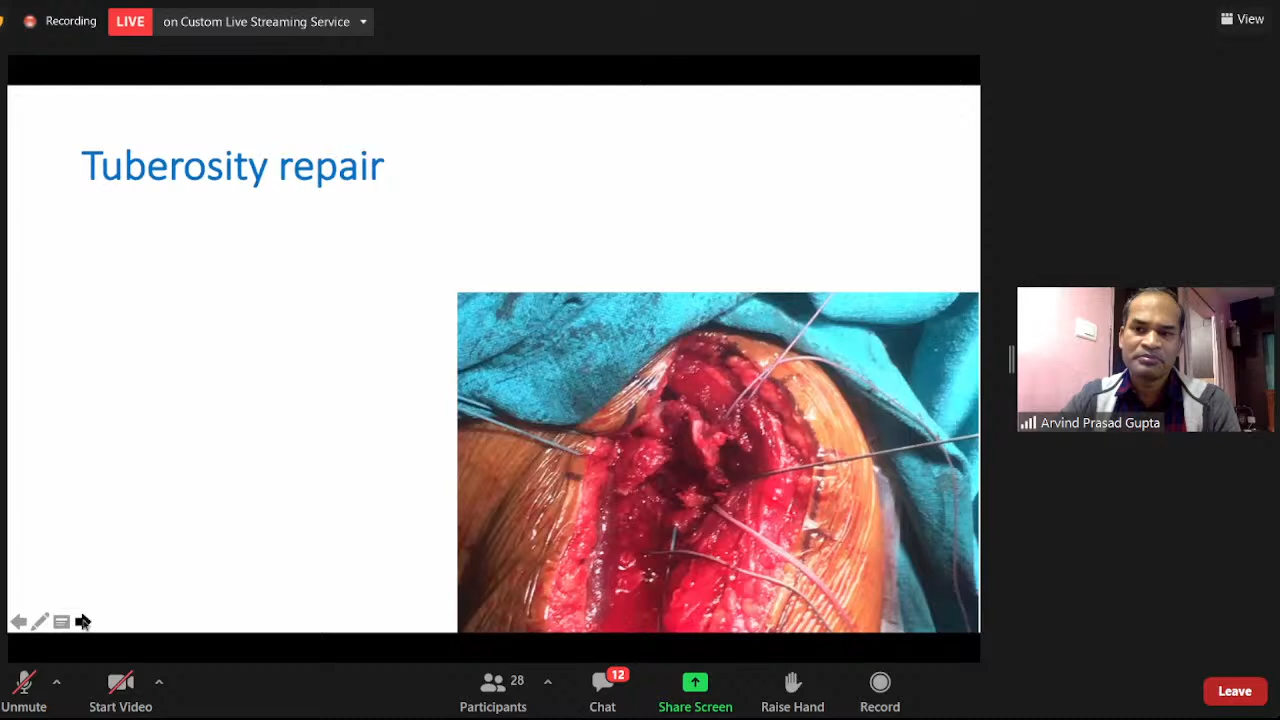 Recording
LIVE on Custom Live Streaming Service
View
Tuberosity repair
Arvind Prasad Gupta
Unmute
Start Video
28
Participants
12
Chat
Share Screen
Raise Hand
Record
Leave